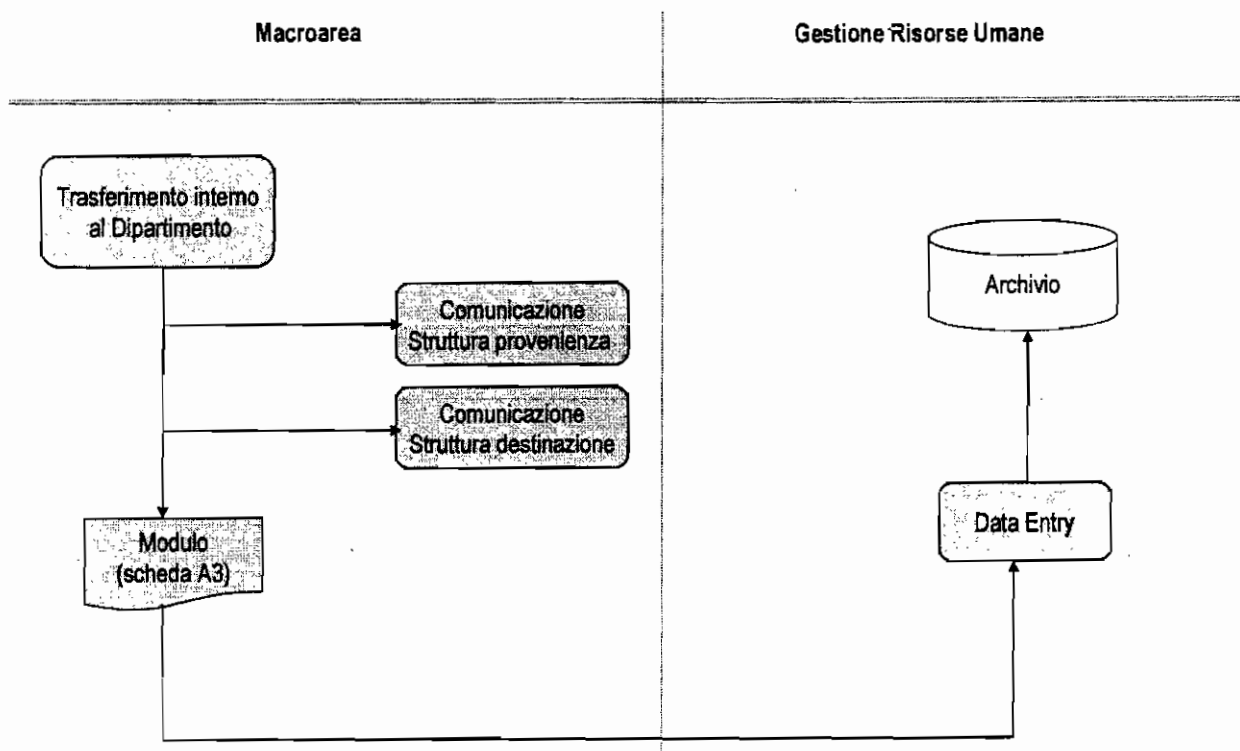 Macroarea
Gestione Risorse Umane
Trasferimento interno
al Dipartimento
Comunicazione
Struttura provenienza
Comunicazione
Struttura destinazione
Modulo
(scheda A3)
Archivio
Data Entry